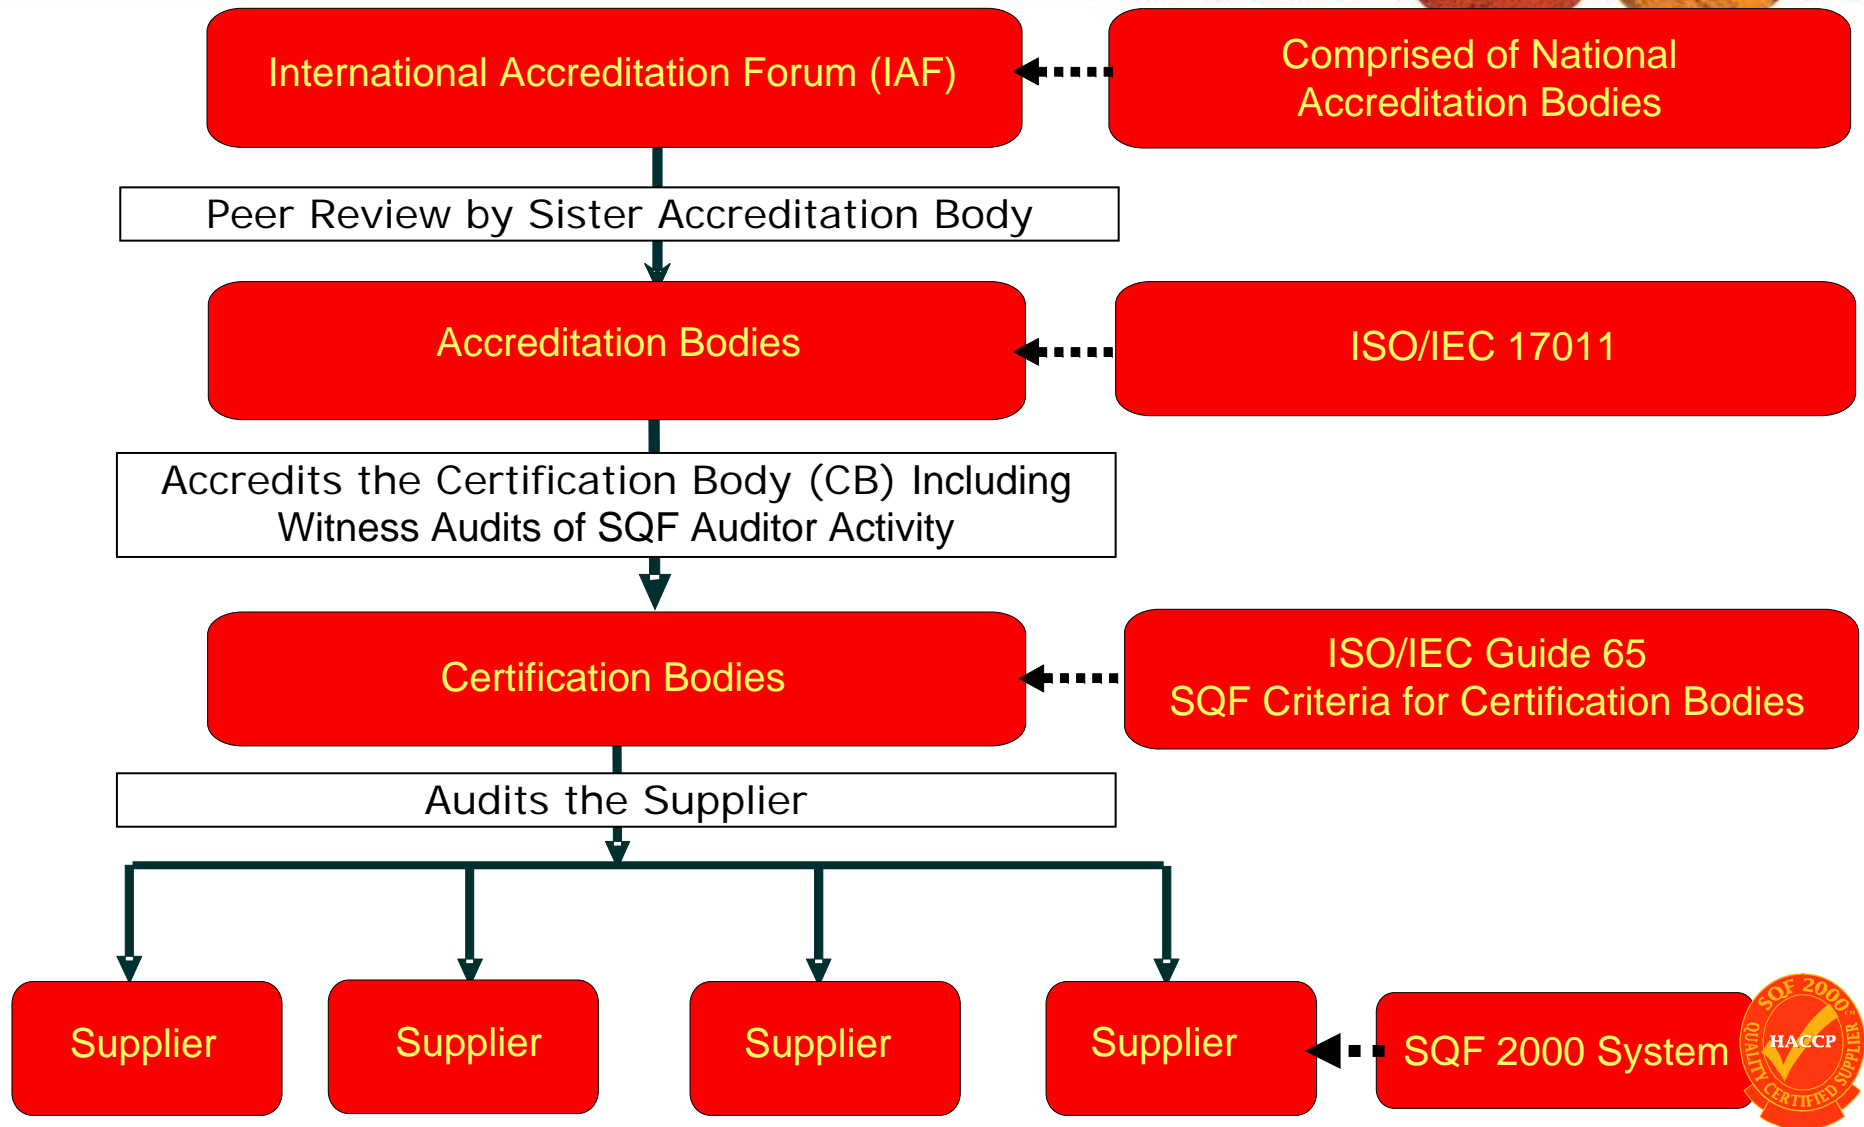 International Accreditation Forum (IAF)
Comprised of National
Accreditation Bodies
Peer Review by Sister Accreditation Body
Accreditation Bodies
ISO/IEC 17011
Accredits the Certification Body (CB) Including
Witness Audits of SQF Auditor Activity
Certification Bodies
ISO/IEC Guide 65
SQF Criteria for Certification Bodies
Audits the Supplier
Supplier
Supplier
Supplier
Supplier
SQF 2000 System
SQF 2000
HACCP
QUALITY CERTIFIED SUPPLIER